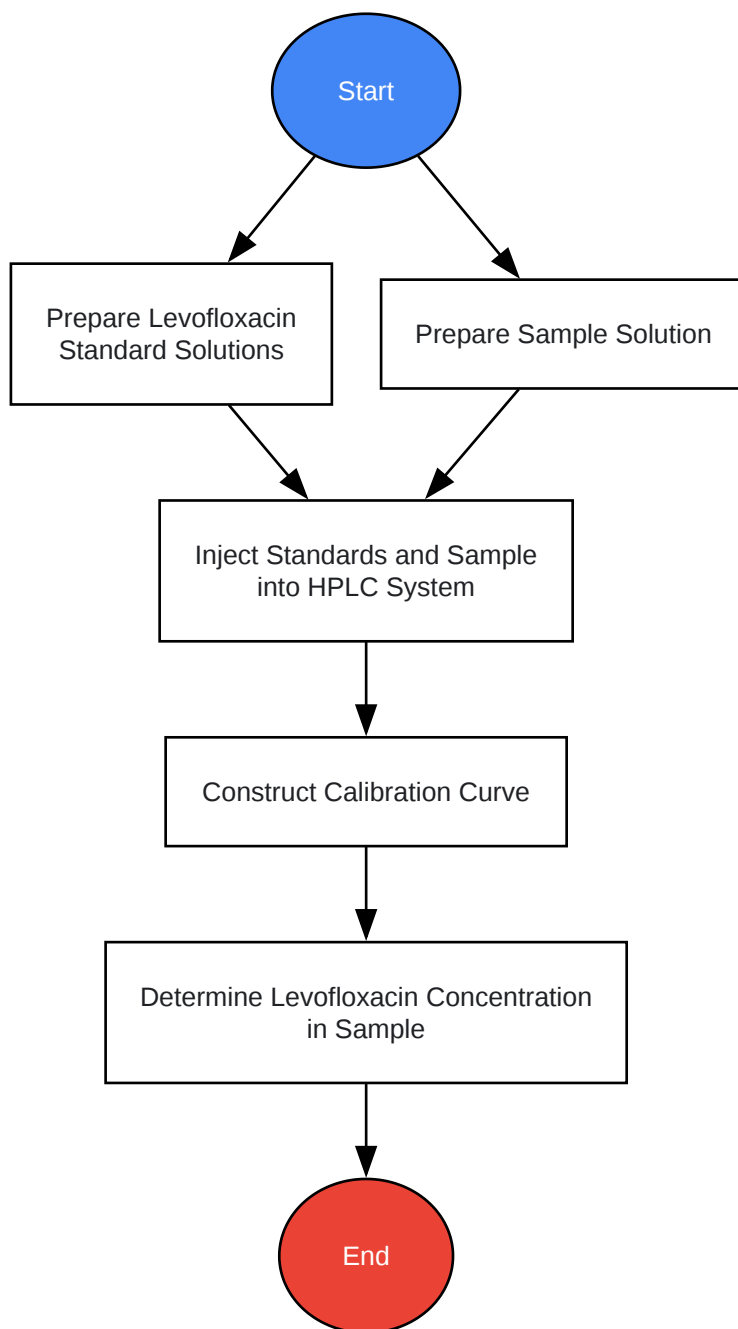 Start
Prepare Levofloxacin
Standard Solutions
Prepare Sample Solution
Inject Standards and Sample
into HPLC System
Construct Calibration Curve
Determine Levofloxacin Concentration
in Sample
End